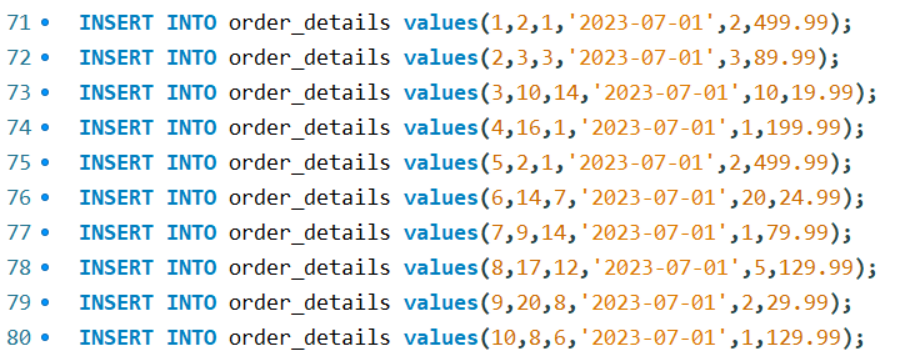 71 • INSERT INTO order_details values(1,2,1,'2023-07-01',2,499.99);
72 • INSERT INTO order_details values(2,3,3,'2023-07-01',3,89.99);
73 • INSERT INTO order_details values(3,10,14,'2023-07-01',10,19.99);
74 • INSERT INTO order_details values(4,16,1,'2023-07-01',1,199.99);
75 • INSERT INTO order_details values(5,2,1,'2023-07-01',2,499.99);
76 • INSERT INTO order_details values(6,14,7,'2023-07-01',20,24.99);
77 • INSERT INTO order_details values(7,9,14,'2023-07-01',1,79.99);
78 • INSERT INTO order_details values(8,17,12,'2023-07-01',5,129.99);
79 • INSERT INTO order_details values(9,20,8,'2023-07-01',2,29.99);
80 • INSERT INTO order_details values(10,8,6,'2023-07-01',1,129.99);